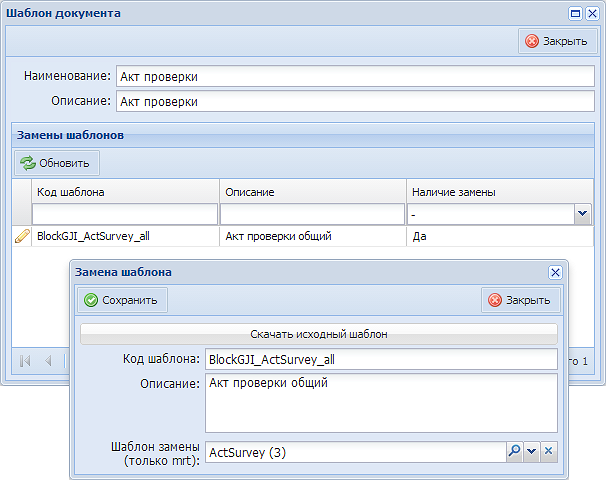 Шаблон документа
Закрыть
Наименование: Акт проверки
Описание: Акт проверки
Замены шаблонов
Обновить
Код шаблона Описание Наличие замены
-
BlockGJI_ActSurvey_all Акт проверки общий Да
Замена шаблона
Сохранить Закрыть
Скачать исходный шаблон
Код шаблона: BlockGJI_ActSurvey_all
Описание: Акт проверки общий
Шаблон замены
(только mrt): ActSurvey (3)
1